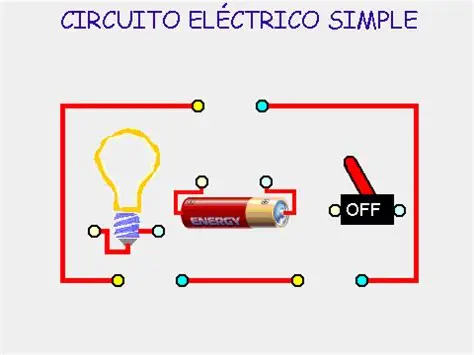 CIRCUITO ELÉCTRICO SIMPLE
ENERGY
OFF